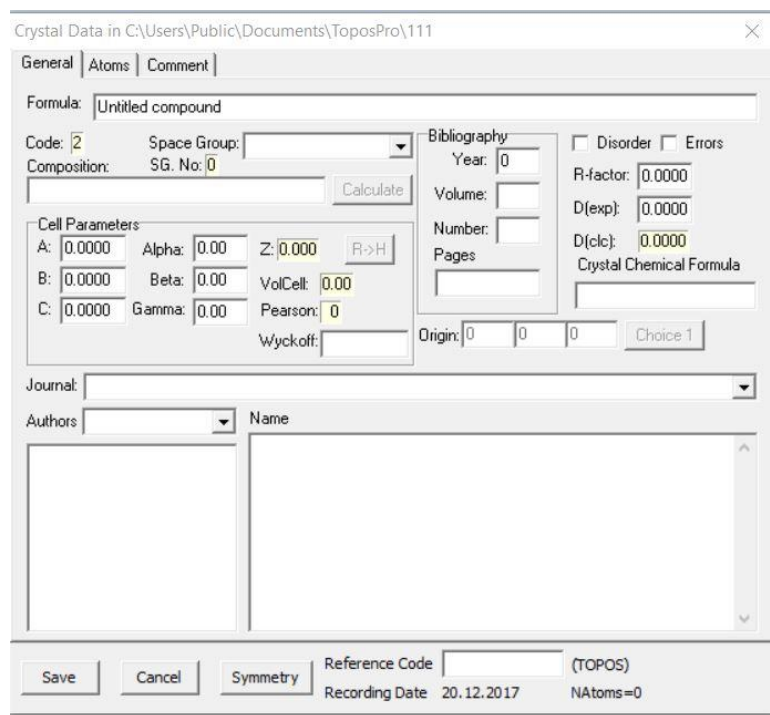 Crystal Data in C:\Users\Public\Documents\ToposPro\111
General Atoms Comment
Formula: Untitled compound
Code: 2 Space Group:
Composition: SG. No: 0
Calculate
Cell Parameters
A: 0.0000 Alpha: 0.00 Z: 0.000 R->H
B: 0.0000 Beta: 0.00 VolCell: 0.00
C: 0.0000 Gamma: 0.00 Pearson: 0
Wyckoff:
Bibliography
Year: 0
Volume:
Number:
Pages
Disorder Errors
R-factor: 0.0000
D(exp): 0.0000
D(clc): 0.0000
Crystal Chemical Formula
Origin: 0 0 0 Choice 1
Journal:
Authors Name
Save Cancel Symmetry
Reference Code (TOPOS)
Recording Date 20.12.2017 NAtoms=0